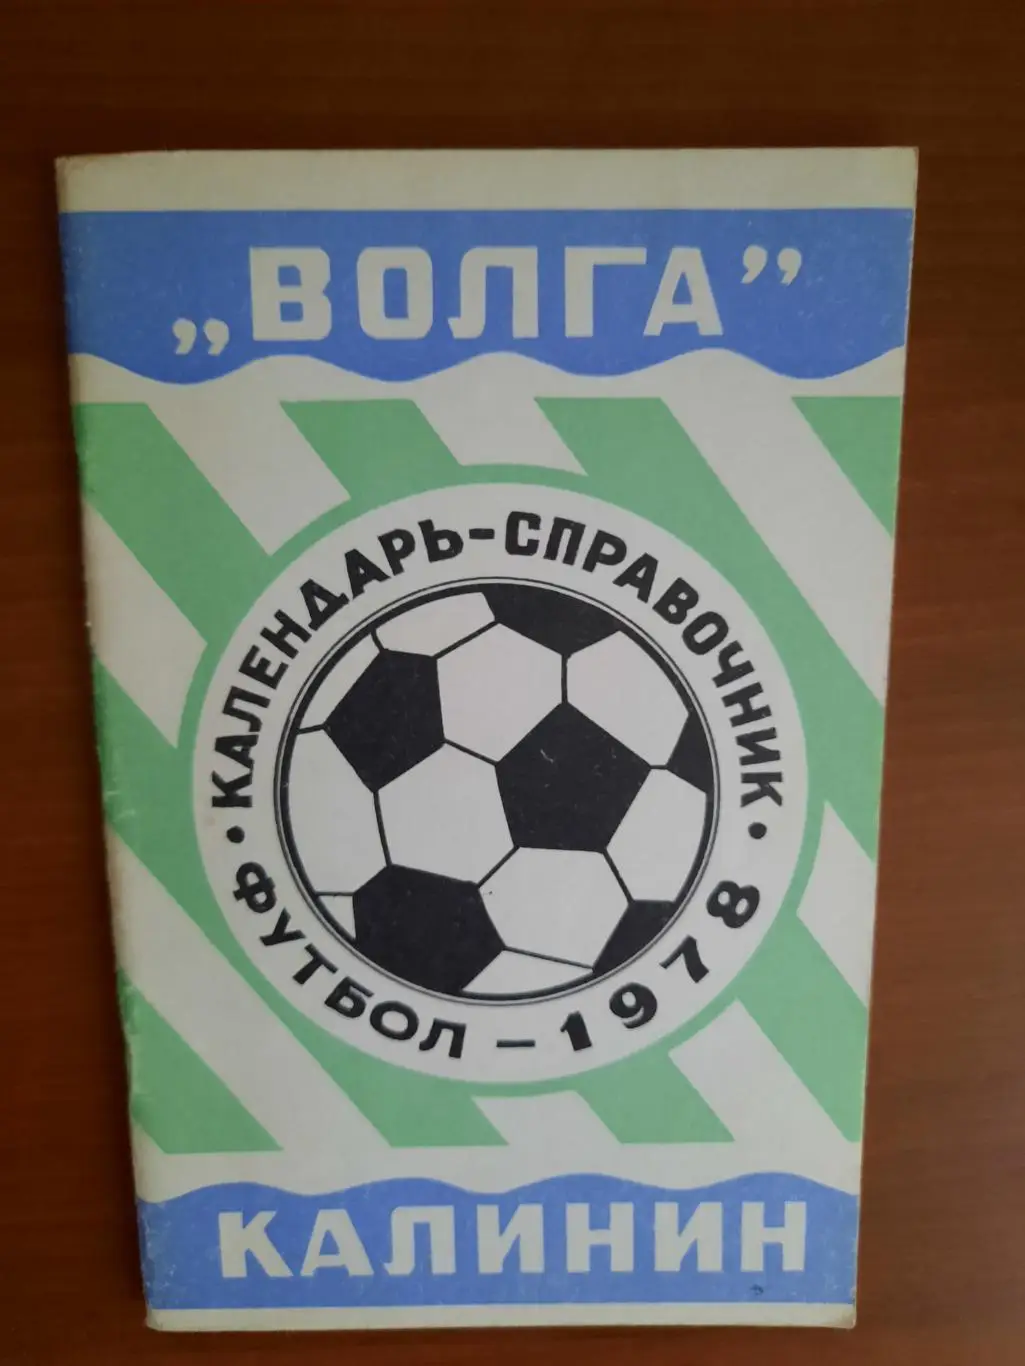 „ВОЛГА”
• КАЛЕНДАРЬ-СПРАВОЧНИК •
ФУТБОЛ – 1978
КАЛИНИН